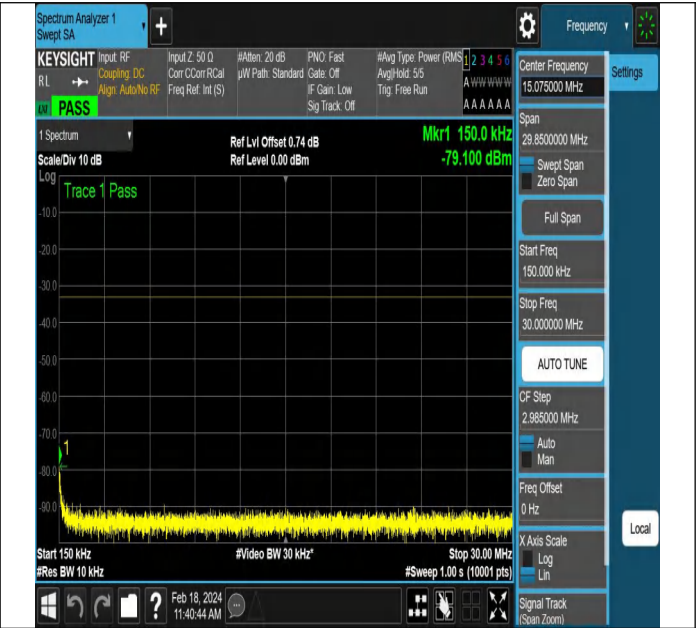 Spectrum Analyzer 1
Swept SA
+
Frequency
KEYSIGHT
RL
PASS
Input: RF
Coupling: DC
Align: Auto/No RF
Input Z: 50 Ω
Corr CCorr RCal
Freq Ref: Int (S)
#Atten: 20 dB
µW Path: Standard
PNO: Fast
Gate: Off
IF Gain: Low
Sig Track: Off
#Avg Type: Power (RMS
Avg|Hold: 5/5
Trig: Free Run
1 2 3 4 5 6
A W W W W W
A A A A A A
1 Spectrum
Scale/Div 10 dB
Ref Lvl Offset 0.74 dB
Ref Level 0.00 dBm
Mkr1 150.0 kHz
-79.100 dBm
Log
Trace 1 Pass
-10.0
-20.0
-30.0
-40.0
-50.0
-60.0
-70.0
1
-80.0
-90.0
Start 150 kHz
#Res BW 10 kHz
#Video BW 30 kHz*
Stop 30.00 MHz
#Sweep 1.00 s (10001 pts)
Feb 18, 2024
11:40:44 AM
?
Center Frequency
15.075000 MHz
Settings
Span
29.8500000 MHz
Swept Span
Zero Span
Full Span
Start Freq
150.000 kHz
Stop Freq
30.000000 MHz
AUTO TUNE
CF Step
2.985000 MHz
Auto
Man
Freq Offset
0 Hz
X Axis Scale
Log
Lin
Local
Signal Track
(Span Zoom)